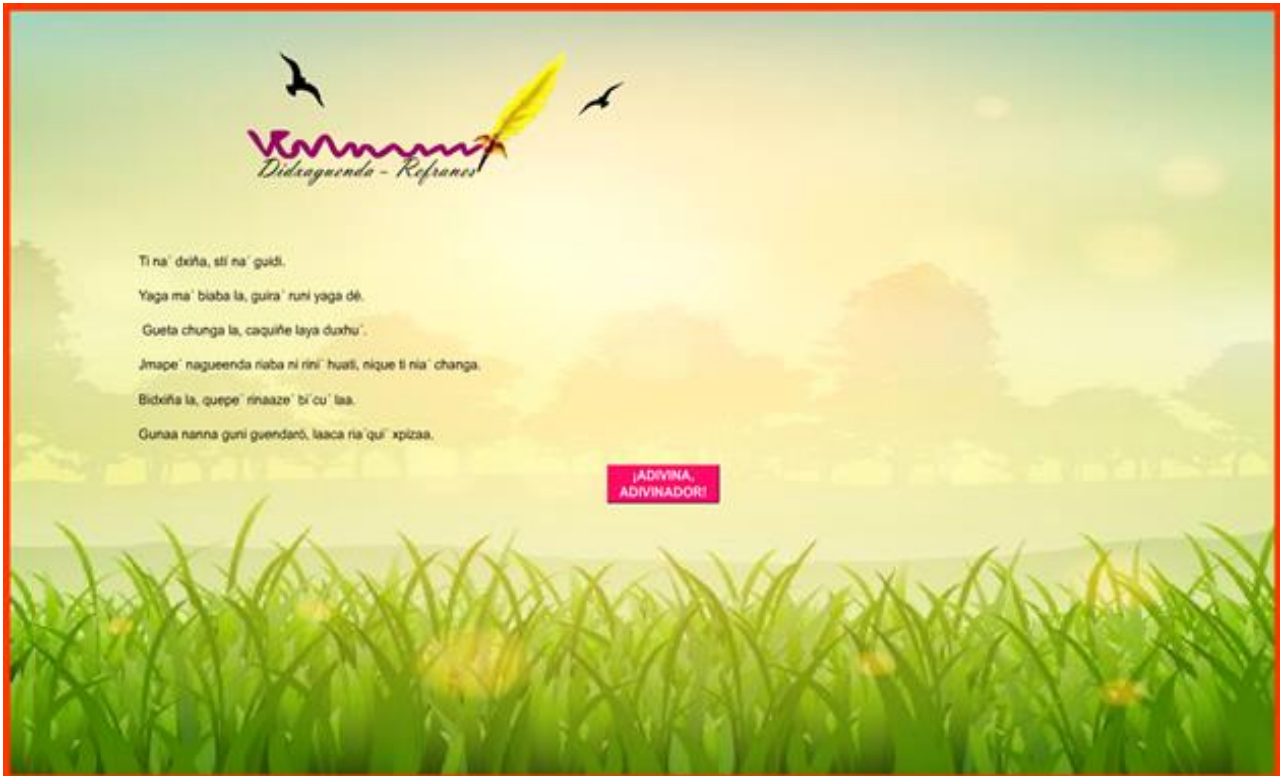 Didxaguenda - Refranes
Ti na´ dxiña, stí na´ guidi.
Yaga ma´ biaba la, guira´ runi yaga dé.
Gueta chunga la, caquiñe laya duxhu´.
Jmape´ nagueenda riaba ni rini´ huati, nique ti nia´ changa.
Bidxiña la, quepe´ rinaaze´ bi´cu´ laa.
Gunaa nanna guni guendaró, laaca ria´qui´ xpizaa.
¡ADIVINA,
ADIVINADOR!